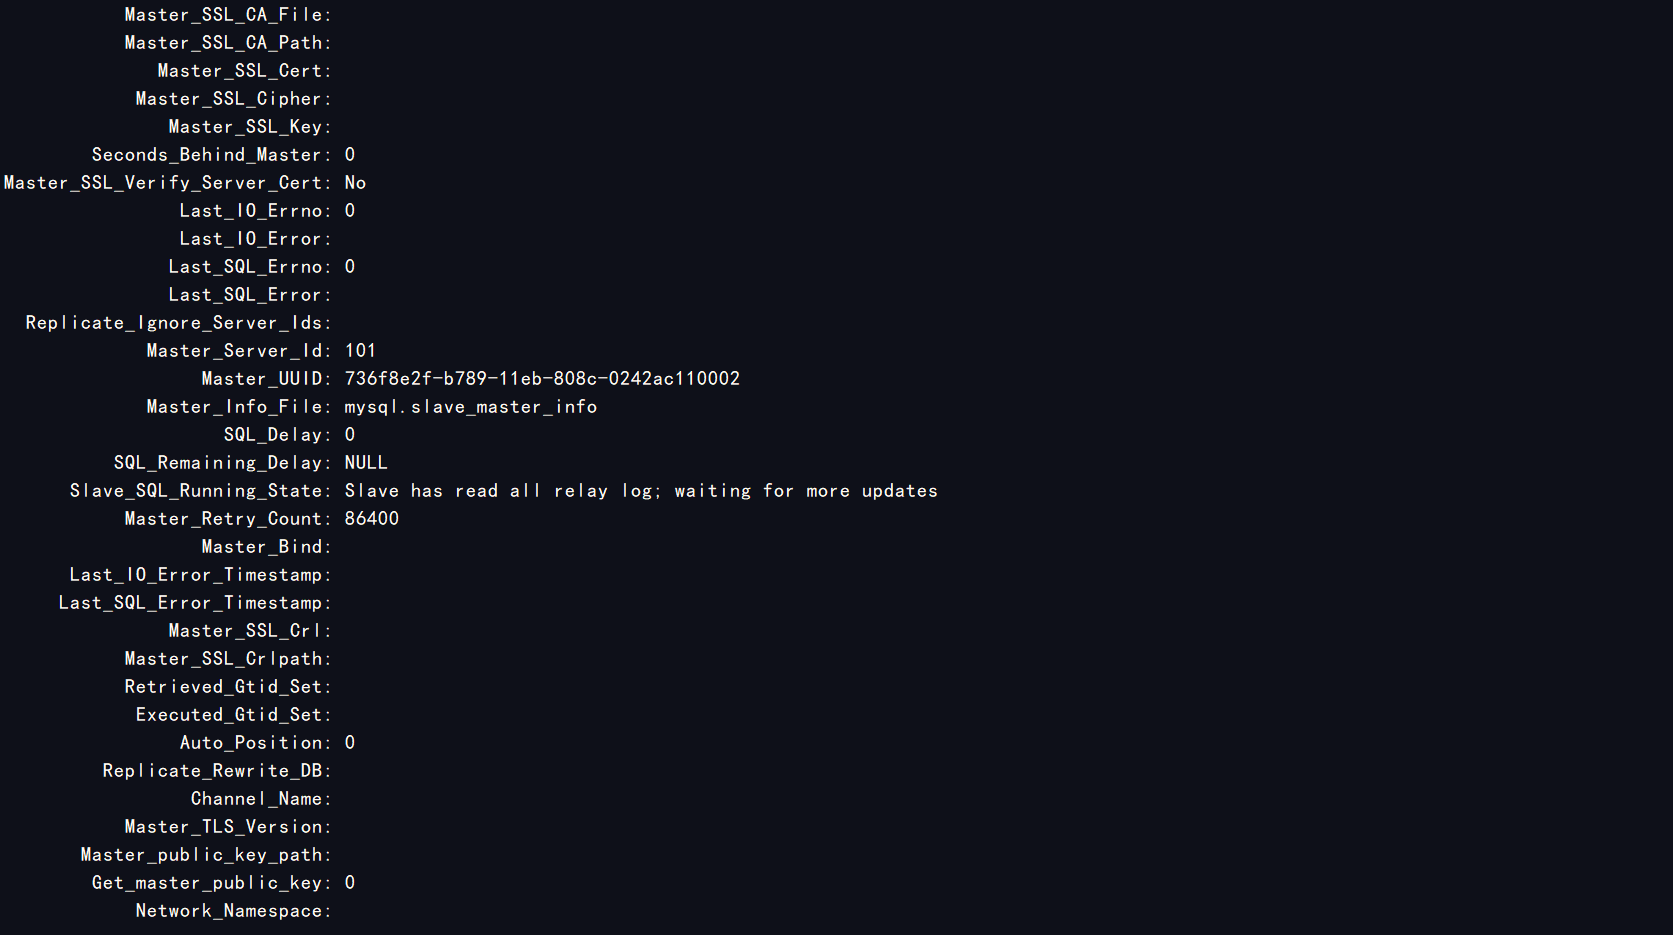 Master_SSL_CA_File:
Master_SSL_CA_Path:
Master_SSL_Cert:
Master_SSL_Cipher:
Master_SSL_Key:
Seconds_Behind_Master: 0
Master_SSL_Verify_Server_Cert: No
Last_IO_Errno: 0
Last_IO_Error:
Last_SQL_Errno: 0
Last_SQL_Error:
Replicate_Ignore_Server_Ids:
Master_Server_Id: 101
Master_UUID: 736f8e2f-b789-11eb-808c-0242ac110002
Master_Info_File: mysql.slave_master_info
SQL_Delay: 0
SQL_Remaining_Delay: NULL
Slave_SQL_Running_State: Slave has read all relay log; waiting for more updates
Master_Retry_Count: 86400
Master_Bind:
Last_IO_Error_Timestamp:
Last_SQL_Error_Timestamp:
Master_SSL_Crl:
Master_SSL_Crlpath:
Retrieved_Gtid_Set:
Executed_Gtid_Set:
Auto_Position: 0
Replicate_Rewrite_DB:
Channel_Name:
Master_TLS_Version:
Master_public_key_path:
Get_master_public_key: 0
Network_Namespace: